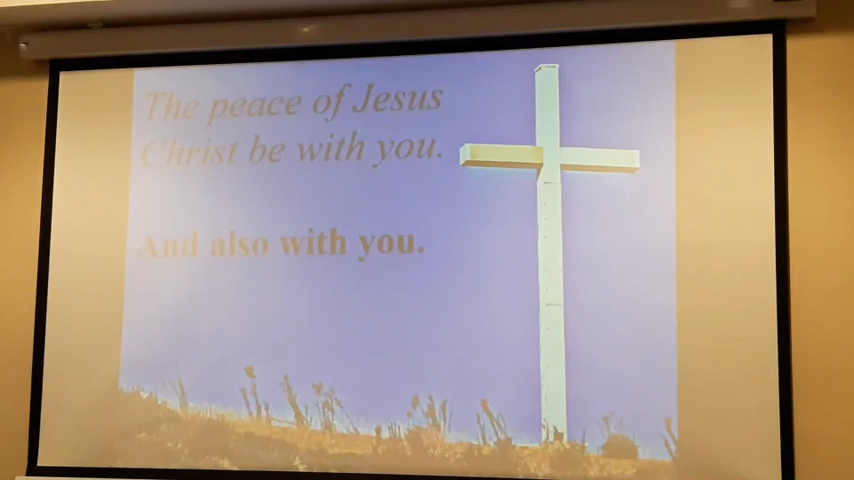 The peace of Jesus
Christ be with you.
And also with you.